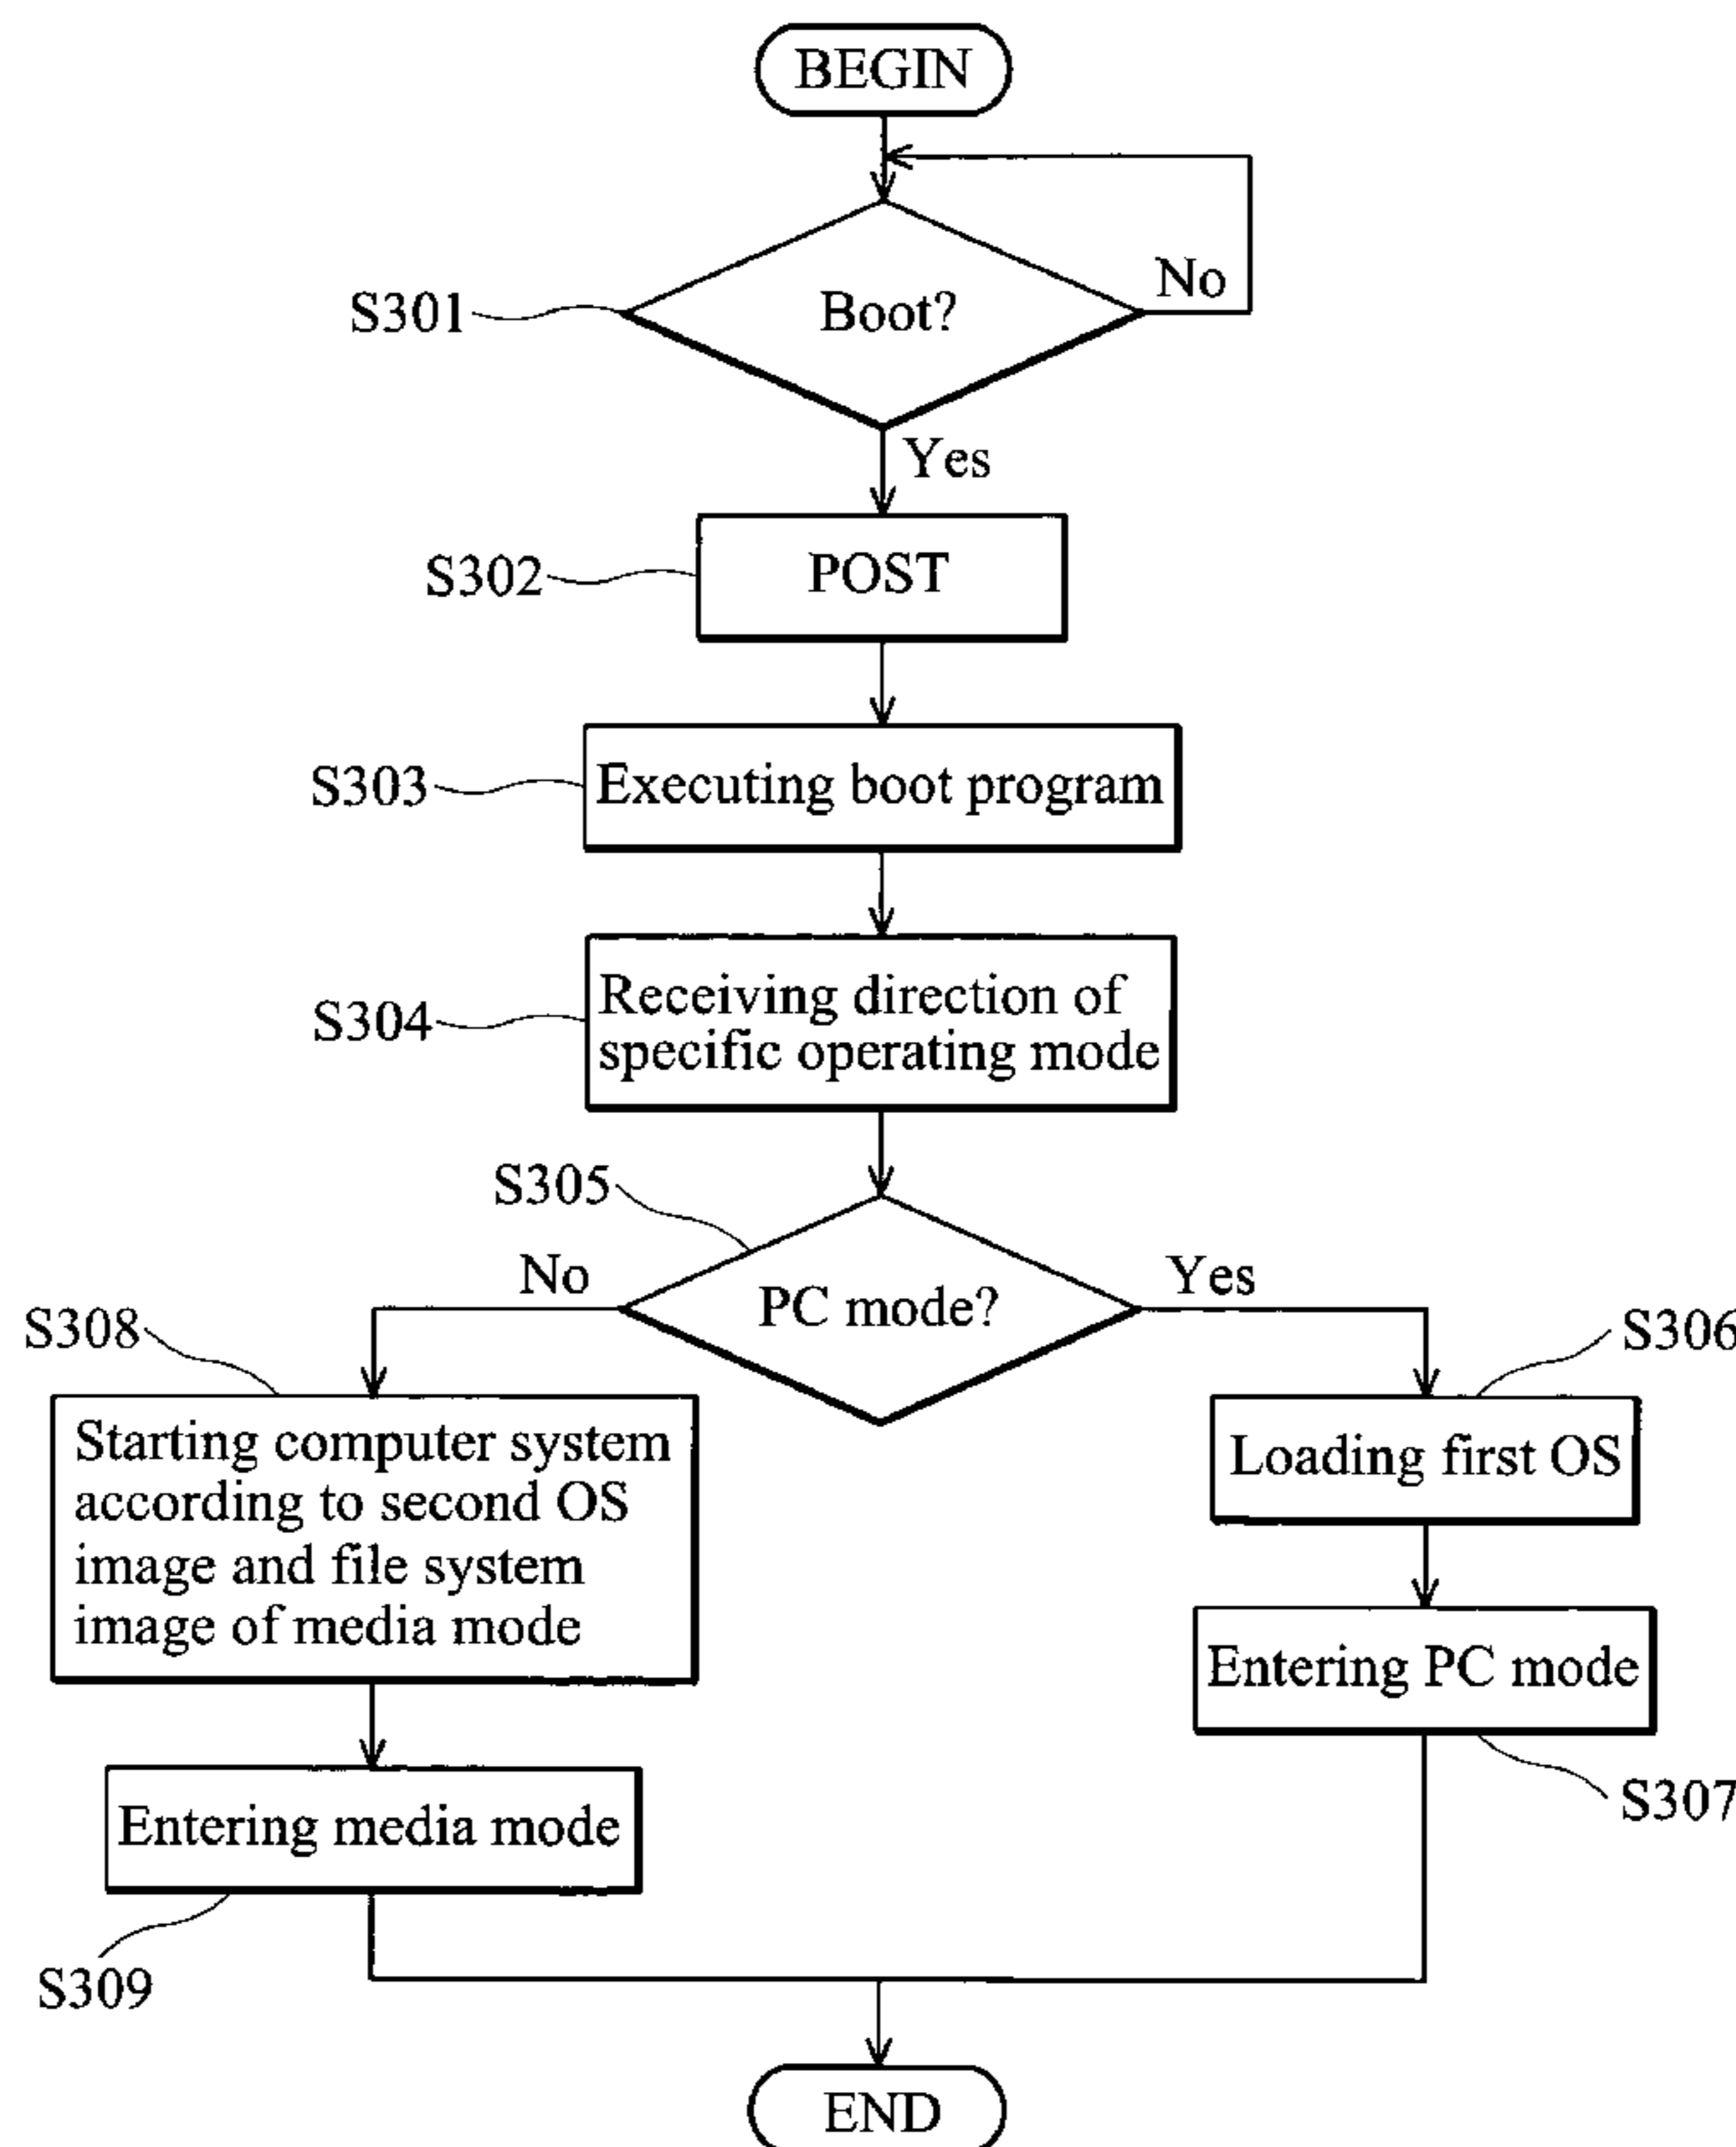 BEGIN
Boot?
No
S301
Yes
POST
S302
Executing boot program
S303
Receiving direction of
specific operating mode
S304
S305
No
PC mode?
Yes
S308
S306
Starting computer system
according to second OS
image and file system
image of media mode
Loading first OS
Entering PC mode
S307
Entering media mode
S309
END